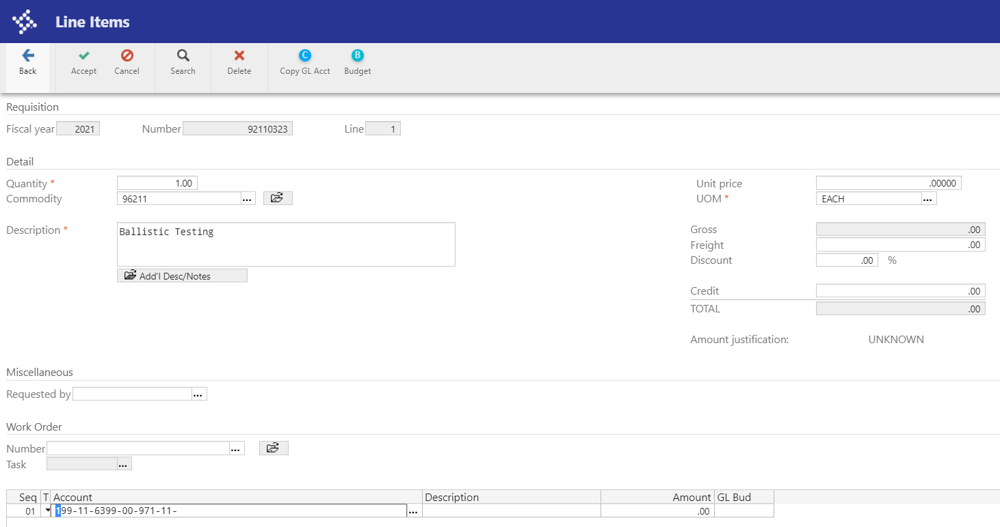 Line Items
Back Accept Cancel Search Delete C Copy GL Acct B Budget
Requisition
Fiscal year 2021 Number 92110323 Line 1
Detail
Quantity * 1.00 Unit price .00000
Commodity 96211 ... UOM * EACH ...
Description * Ballistic Testing Gross .00
Freight .00
Discount .00 %
Add'l Desc/Notes
Credit .00
TOTAL .00
Amount justification: UNKNOWN
Miscellaneous
Requested by ...
Work Order
Number ...
Task ...
Seq T Account Description Amount GL Bud
01 199-11-6399-00-971-11- ... .00